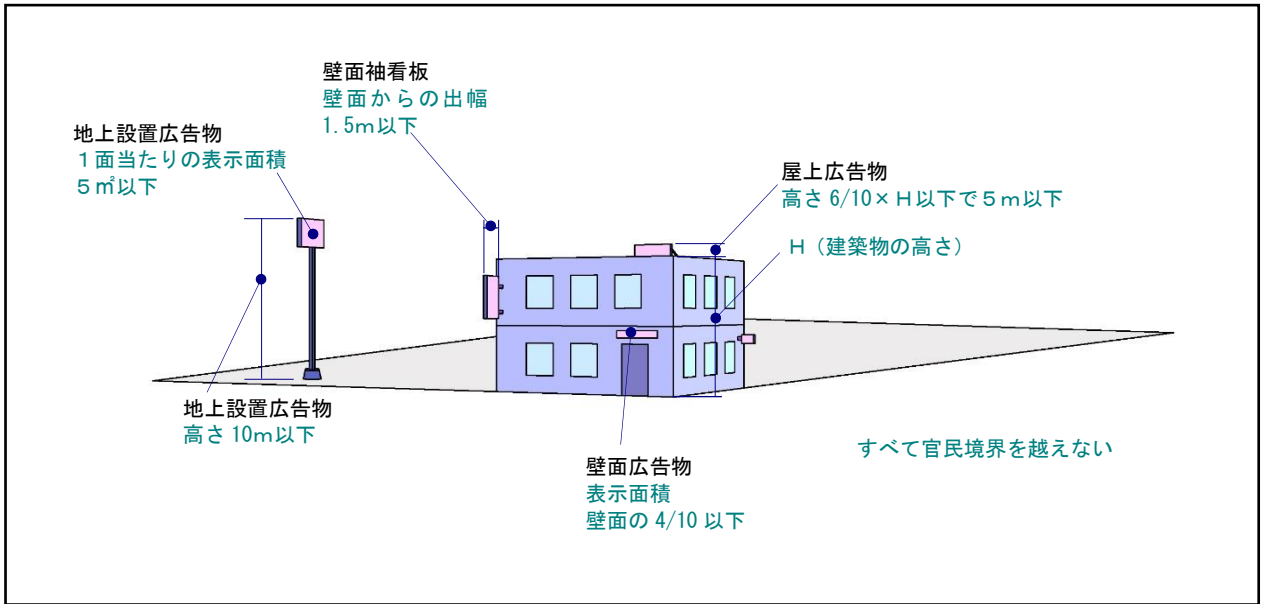 壁面袖看板
壁面からの出幅
1.5m以下
地上設置広告物
1面当たりの表示面積
5㎡以下
屋上広告物
高さ 6/10×H以下で5m以下
H（建築物の高さ）
地上設置広告物
高さ 10m以下
すべて官民境界を越えない
壁面広告物
表示面積
壁面の 4/10 以下